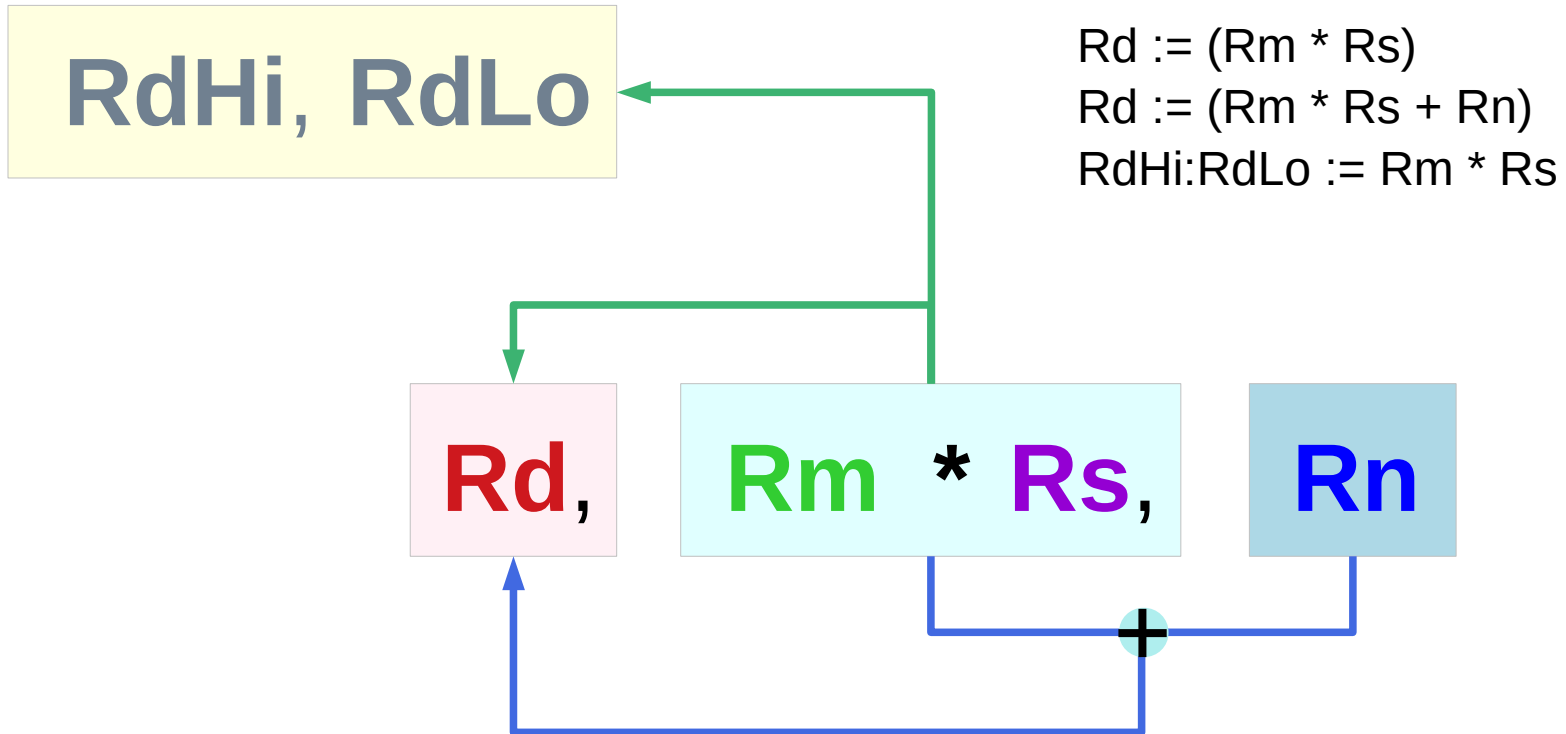 RdHi, RdLo
Rd := (Rm * Rs)
Rd := (Rm * Rs + Rn)
RdHi:RdLo := Rm * Rs
Rd, Rm * Rs, Rn
+